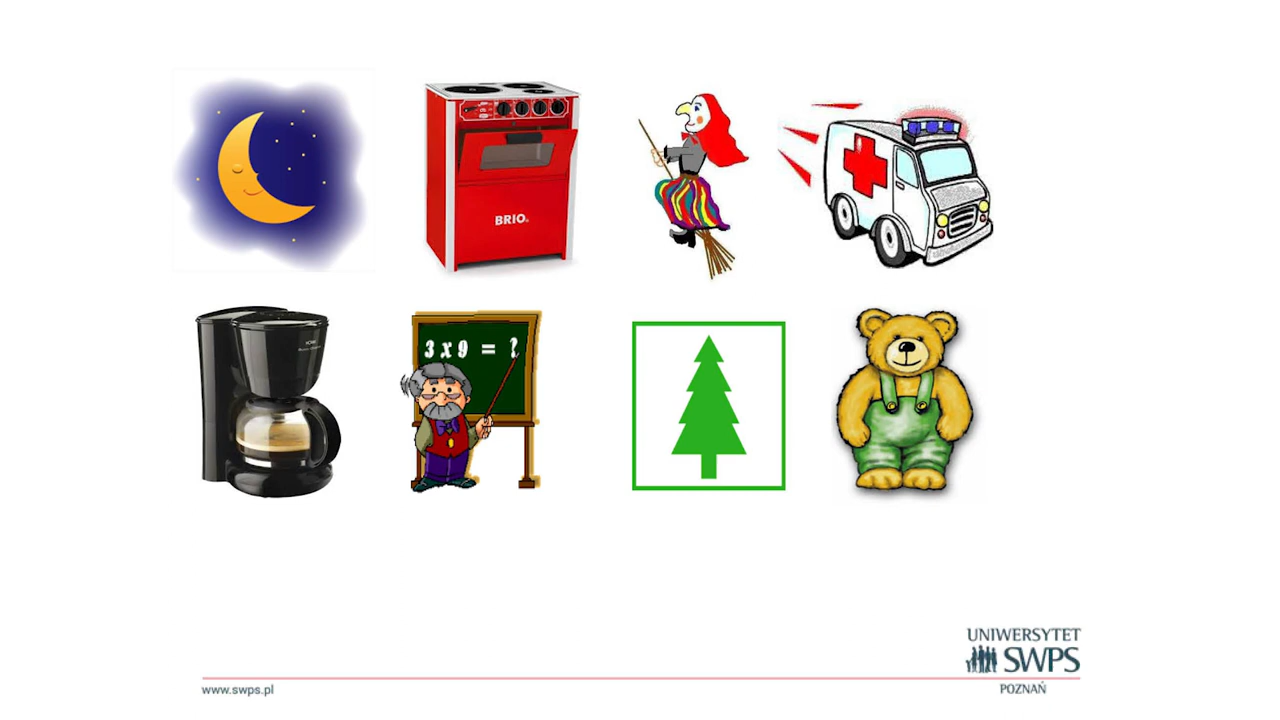 BRIO.
3 x 9 = ?
UNIWERSYTET
SWPS
www.swps.pl
POZNAŃ